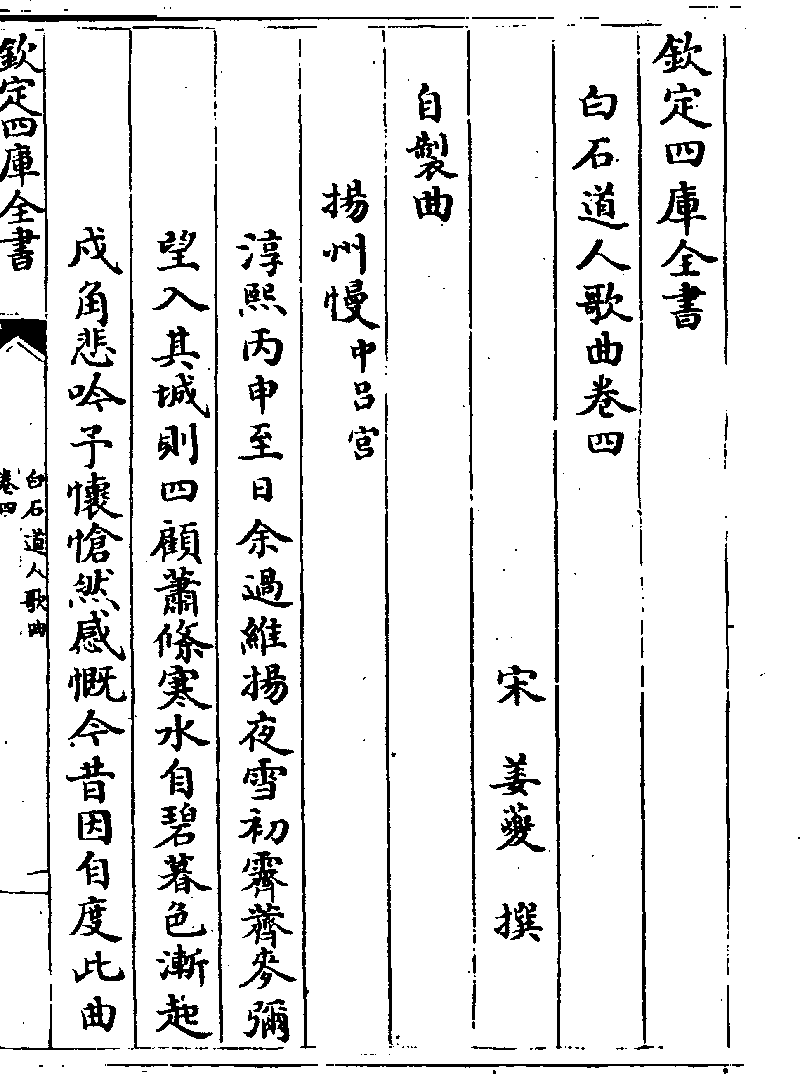 欽定四庫全書
白石道人歌曲卷四
宋 姜夔 撰
自製曲
揚州慢中呂宮
淳熙丙申至日余過維揚夜雪初霽薺麥彌
望入其城則四顧蕭條寒水自碧暮色漸起
戍角悲吟予懷愴然感慨今昔因自度此曲
欽定四庫全書
白石道人歌曲
卷四